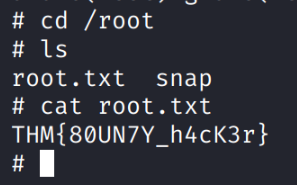 # cd /root
# ls
root.txt  snap
# cat root.txt
THM{80UN7Y_h4cK3r}
#